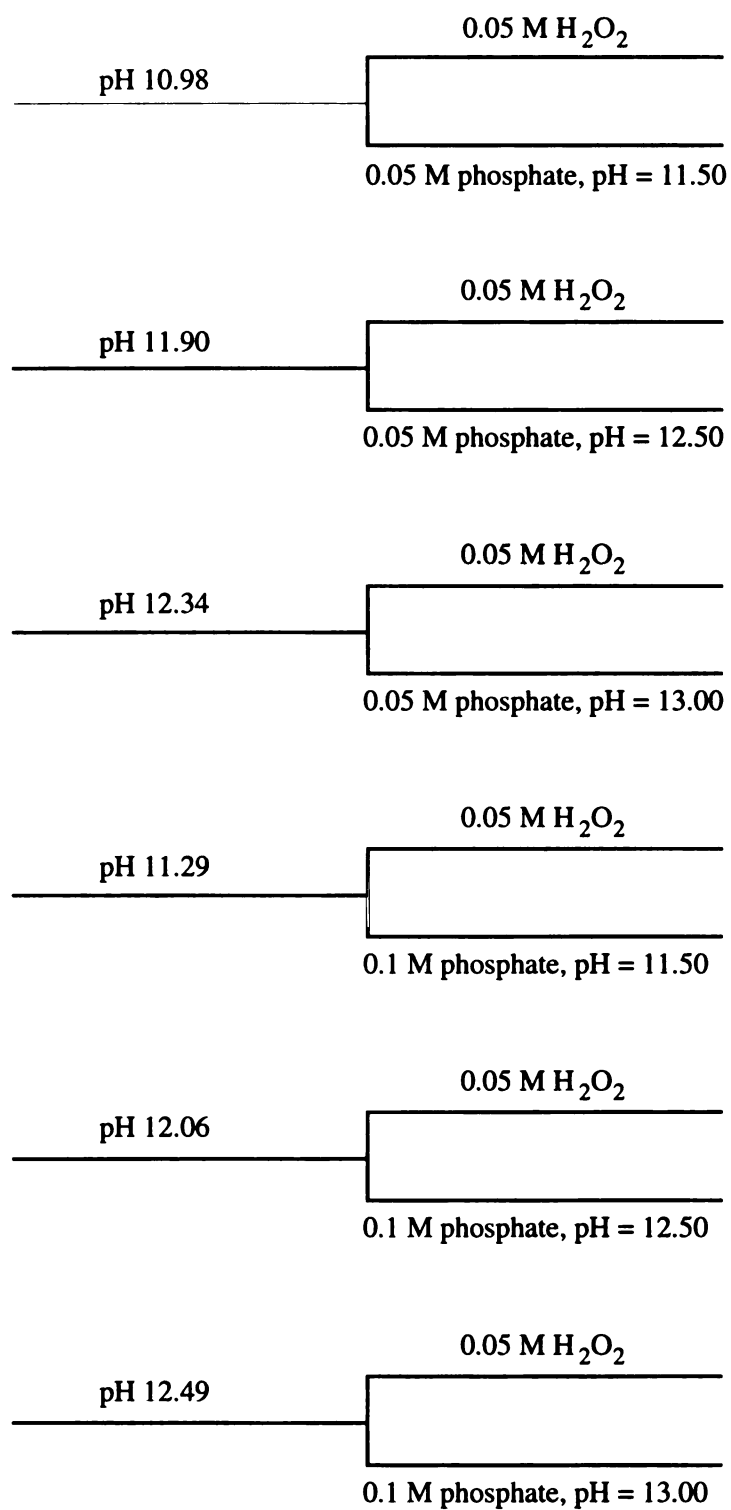 0.05 M H₂O₂
pH 10.98
0.05 M phosphate, pH = 11.50
0.05 M H₂O₂
pH 11.90
0.05 M phosphate, pH = 12.50
0.05 M H₂O₂
pH 12.34
0.05 M phosphate, pH = 13.00
0.05 M H₂O₂
pH 11.29
0.1 M phosphate, pH = 11.50
0.05 M H₂O₂
pH 12.06
0.1 M phosphate, pH = 12.50
0.05 M H₂O₂
pH 12.49
0.1 M phosphate, pH = 13.00